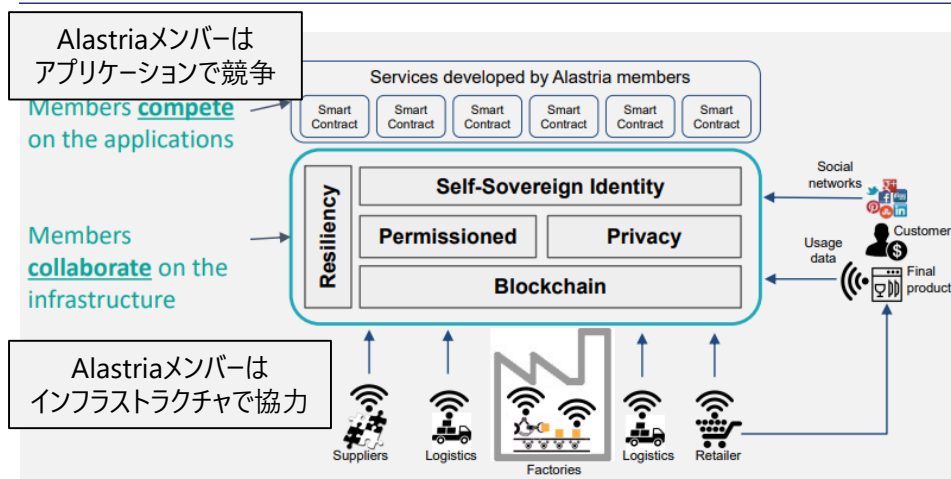 Alastriaメンバーは
アプリケーションで競争
Members compete
on the applications
Services developed by Alastria members
Smart
Contract
Smart
Contract
Smart
Contract
Smart
Contract
Smart
Contract
Smart
Contract
Members
collaborate on the
infrastructure
Resiliency
Self-Sovereign Identity
Permissioned
Privacy
Blockchain
Social
networks
Customer
Usage
data
Final
product
Alastriaメンバーは
インフラストラクチャで協力
Suppliers
Logistics
Factories
Logistics
Retailer